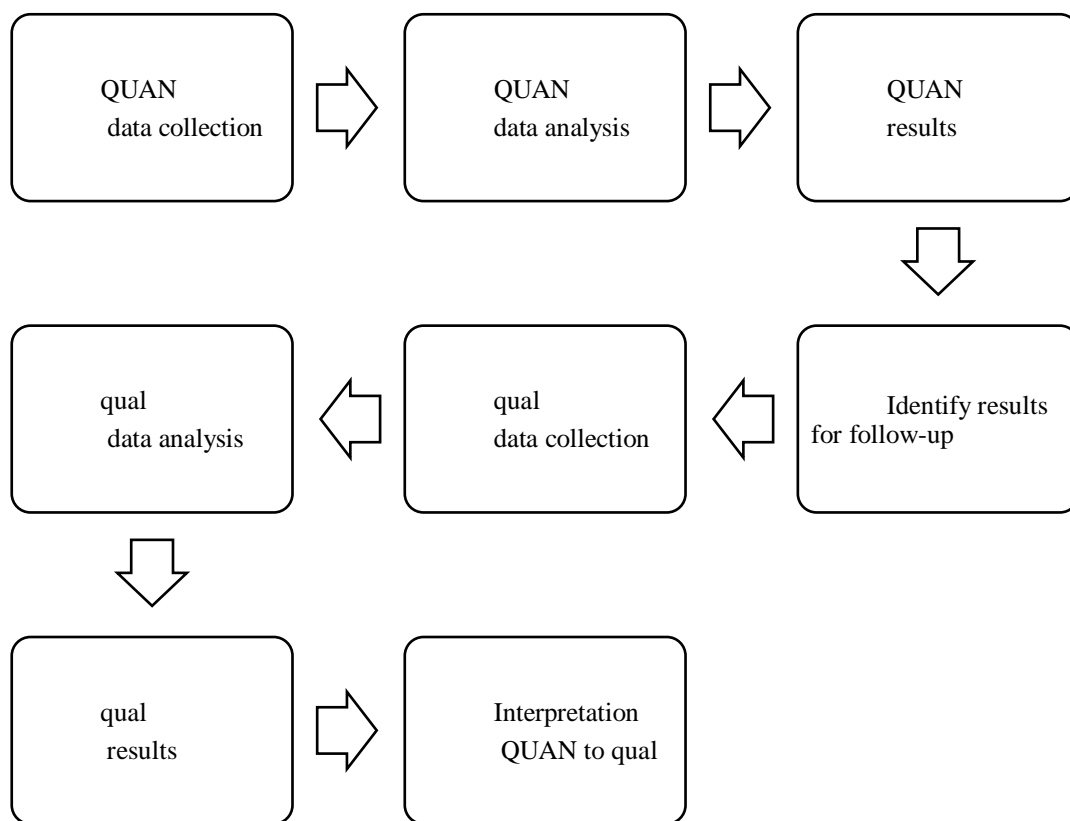 QUAN
data collection
QUAN
data analysis
QUAN
results
Identify results
for follow-up
qual
data collection
qual
data analysis
qual
results
Interpretation
QUAN to qual